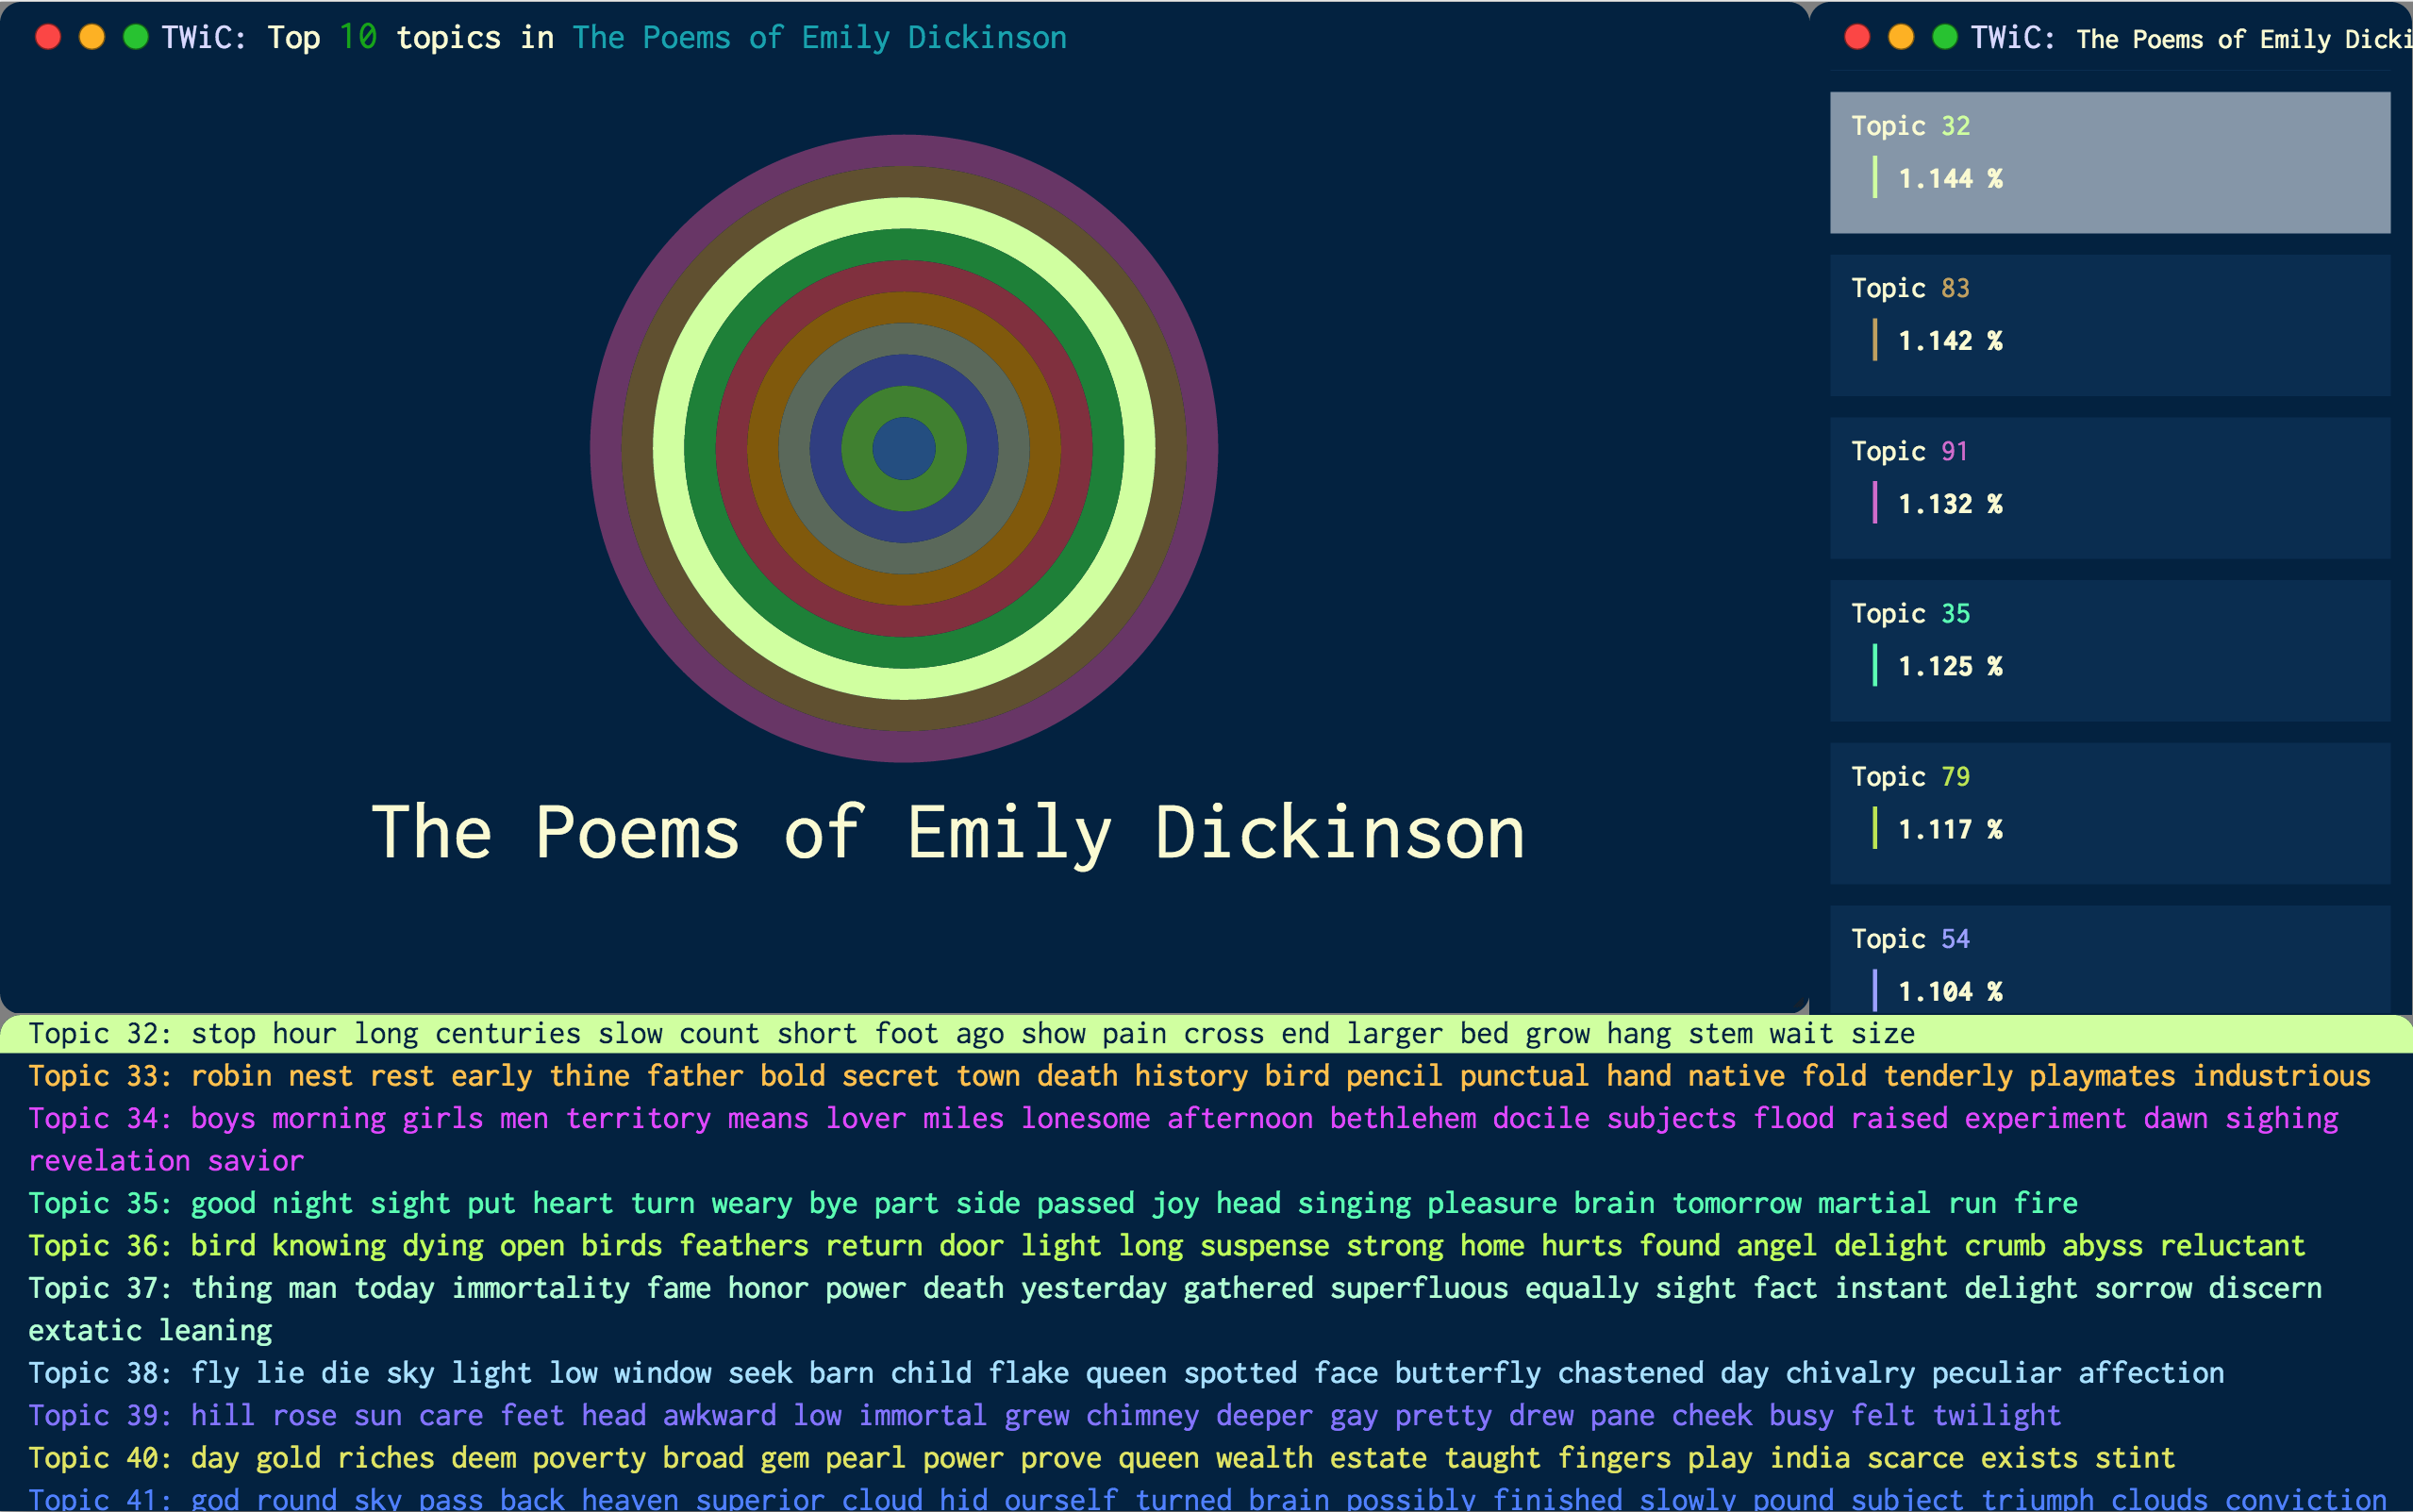 TWiC: Top 10 topics in The Poems of Emily Dickinson
The Poems of Emily Dickinson
TWiC: The Poems of Emily Dicki
Topic 32
1.144 %
Topic 83
1.142 %
Topic 91
1.132 %
Topic 35
1.125 %
Topic 79
1.117 %
Topic 54
1.104 %
Topic 32: stop hour long centuries slow count short foot ago show pain cross end larger bed grow hang stem wait size
Topic 33: robin nest rest early thine father bold secret town death history bird pencil punctual hand native fold tenderly playmates industrious
Topic 34: boys morning girls men territory means lover miles lonesome afternoon bethlehem docile subjects flood raised experiment dawn sighing
revelation savior
Topic 35: good night sight put heart turn weary bye part side passed joy head singing pleasure brain tomorrow martial run fire
Topic 36: bird knowing dying open birds feathers return door light long suspense strong home hurts found angel delight crumb abyss reluctant
Topic 37: thing man today immortality fame honor power death yesterday gathered superfluous equally sight fact instant delight sorrow discern
extatic leaning
Topic 38: fly lie die sky light low window seek barn child flake queen spotted face butterfly chastened day chivalry peculiar affection
Topic 39: hill rose sun care feet head awkward low immortal grew chimney deeper gay pretty drew pane cheek busy felt twilight
Topic 40: day gold riches deem poverty broad gem pearl power prove queen wealth estate taught fingers play india scarce exists stint
Topic 41: god round sky pass back heaven superior cloud hid ourself turned brain possibly finished slowly pound subject triumph clouds conviction